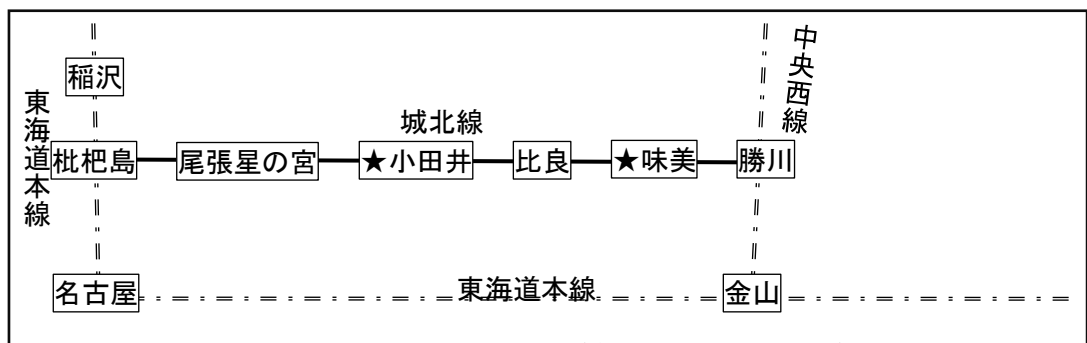 中央西線
稲沢
東海道本線
城北線
枇杷島
尾張星の宮
★小田井
比良
★味美
勝川
名古屋
東海道本線
金山